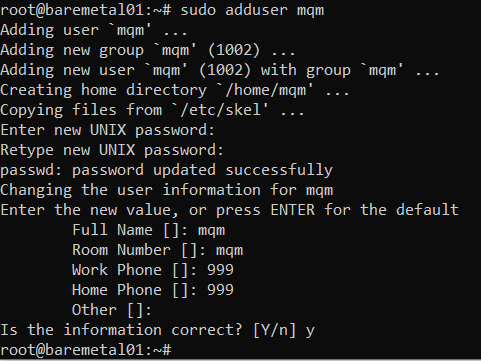 root@baremetal01:~# sudo adduser mqm
Adding user `mqm' ...
Adding new group `mqm' (1002) ...
Adding new user `mqm' (1002) with group `mqm' ...
Creating home directory `/home/mqm' ...
Copying files from `/etc/skel' ...
Enter new UNIX password:
Retype new UNIX password:
passwd: password updated successfully
Changing the user information for mqm
Enter the new value, or press ENTER for the default
        Full Name []: mqm
        Room Number []: mqm
        Work Phone []: 999
        Home Phone []: 999
        Other []:
Is the information correct? [Y/n] y
root@baremetal01:~#